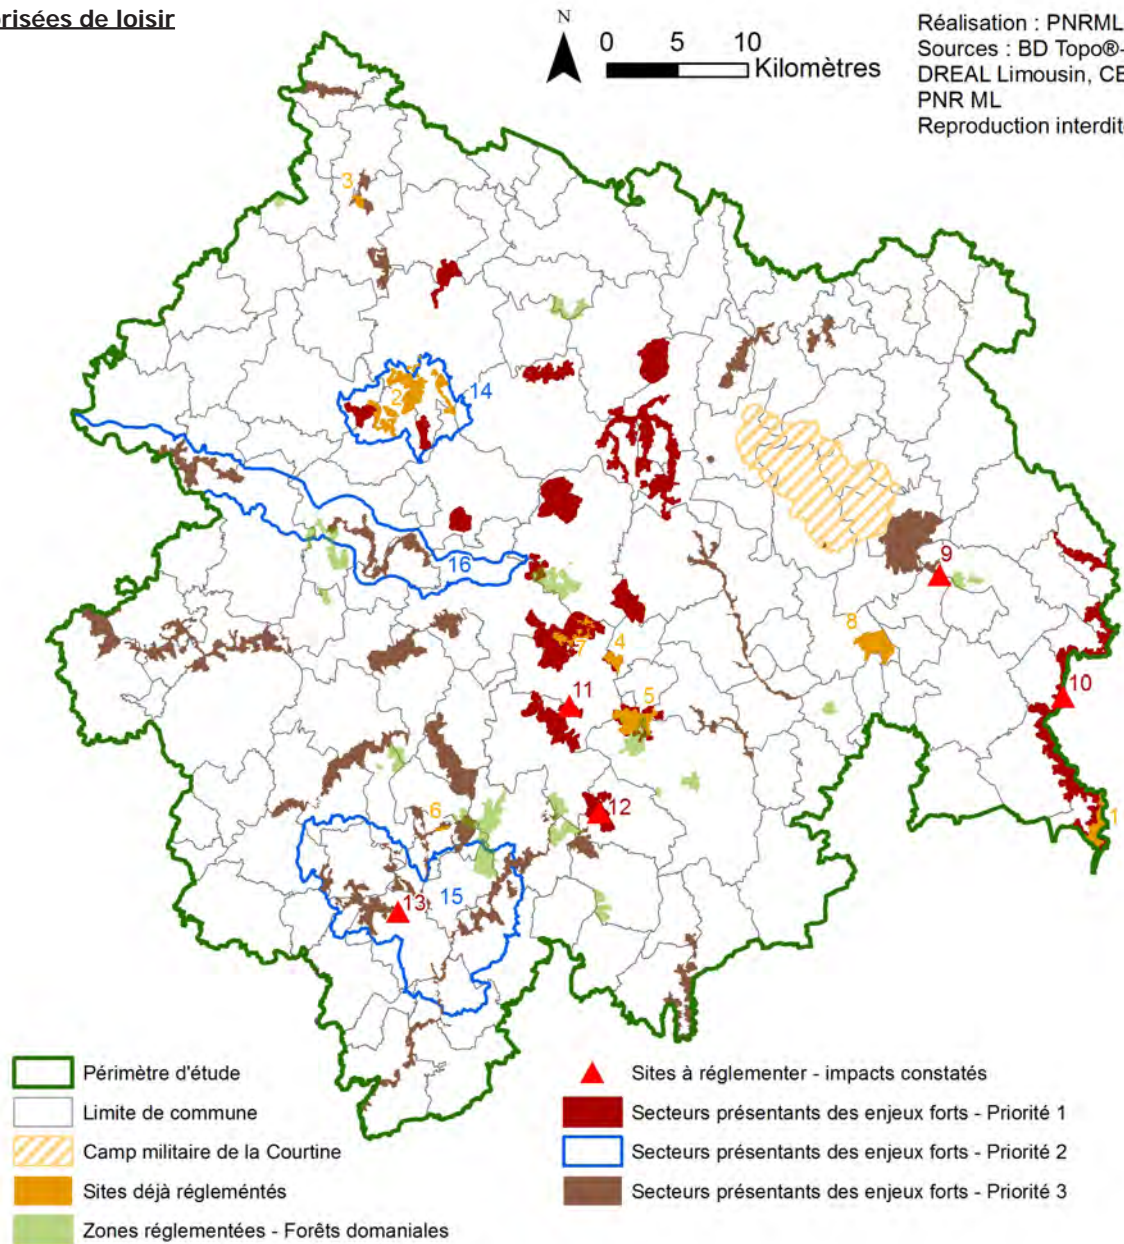 risées de loisir
N
0 5 10
Kilomètres
Réalisation : PNRML
Sources : BD Topo®-
DREAL Limousin, CE
PNR ML
Reproduction interdit
3
2
14
16
9
8
7
4
10
11
5
12
1
6
15
13
Périmètre d'étude
Limite de commune
Camp militaire de la Courtine
Sites déjà régleméntés
Zones réglementées - Forêts domaniales
Sites à réglementer - impacts constatés
Secteurs présentants des enjeux forts - Priorité 1
Secteurs présentants des enjeux forts - Priorité 2
Secteurs présentants des enjeux forts - Priorité 3